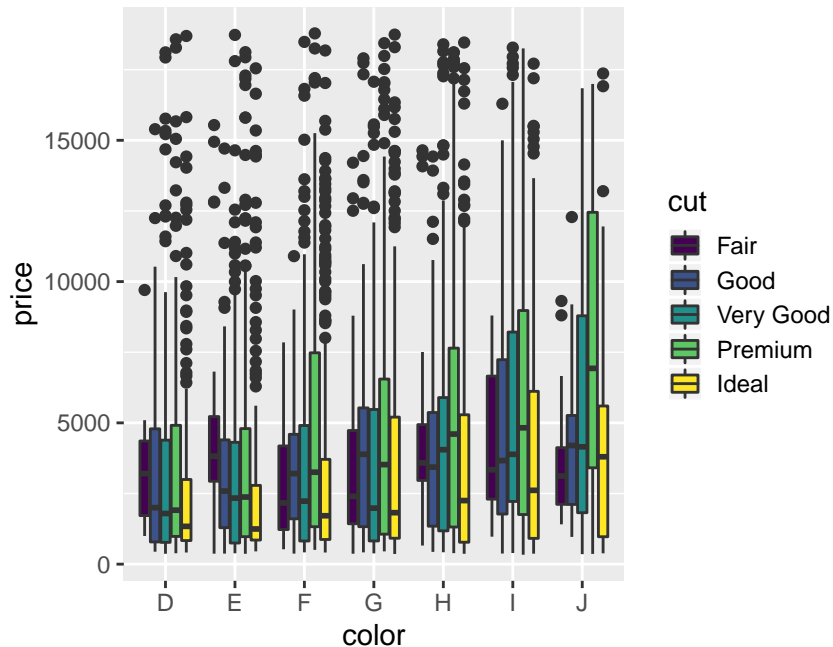 15000
10000
5000
0
price
D E F G H I J
color
cut
Fair
Good
Very Good
Premium
Ideal